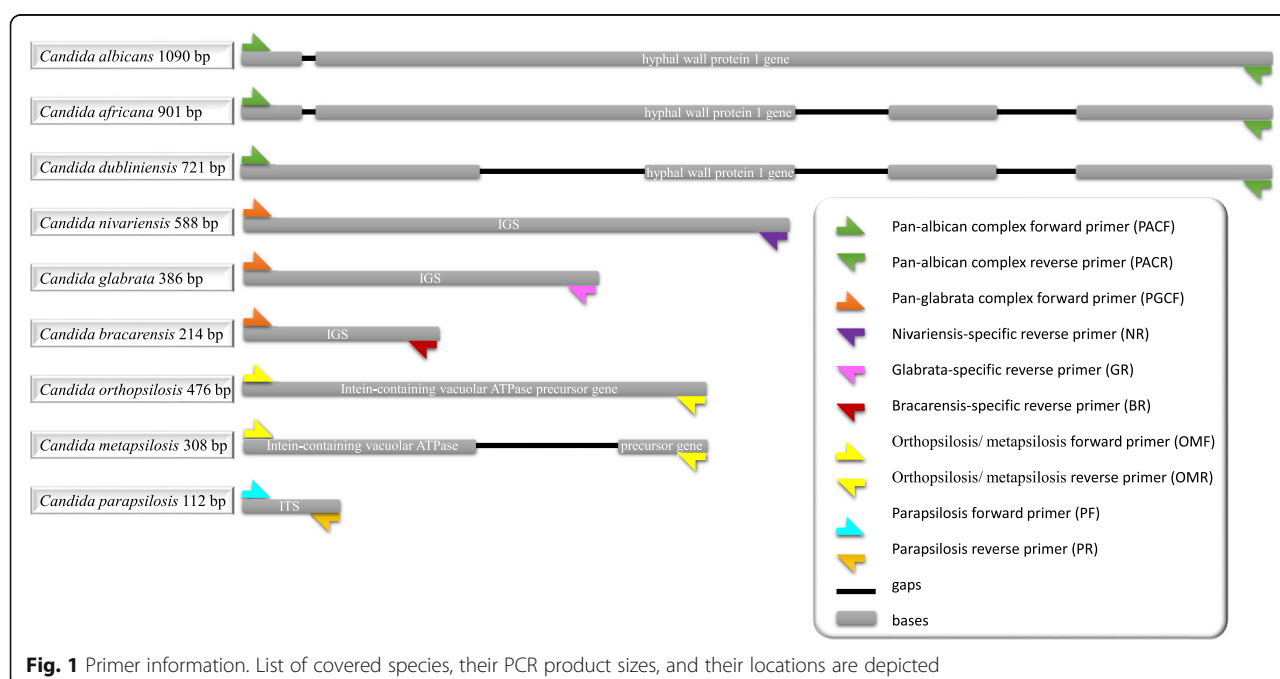 Candida albicans 1090 bp
hyphal wall protein 1 gene
Candida africana 901 bp
hyphal wall protein 1 gene
Candida dubliniensis 721 bp
hyphal wall protein 1 gene
Candida nivariensis 588 bp
IGS
Candida glabrata 386 bp
IGS
Candida bracarensis 214 bp
IGS
Candida orthopsilosis 476 bp
Intein-containing vacuolar ATPase precursor gene
Candida metapsilosis 308 bp
Intein-containing vacuolar ATPase
precursor gene
Candida parapsilosis 112 bp
ITS
Pan-albican complex forward primer (PACF)
Pan-albican complex reverse primer (PACR)
Pan-glabrata complex forward primer (PGCF)
Nivariensis-specific reverse primer (NR)
Glabrata-specific reverse primer (GR)
Bracarensis-specific reverse primer (BR)
Orthopsilosis/ metapsilosis forward primer (OMF)
Orthopsilosis/ metapsilosis reverse primer (OMR)
Parapsilosis forward primer (PF)
Parapsilosis reverse primer (PR)
gaps
bases
Fig. 1 Primer information. List of covered species, their PCR product sizes, and their locations are depicted